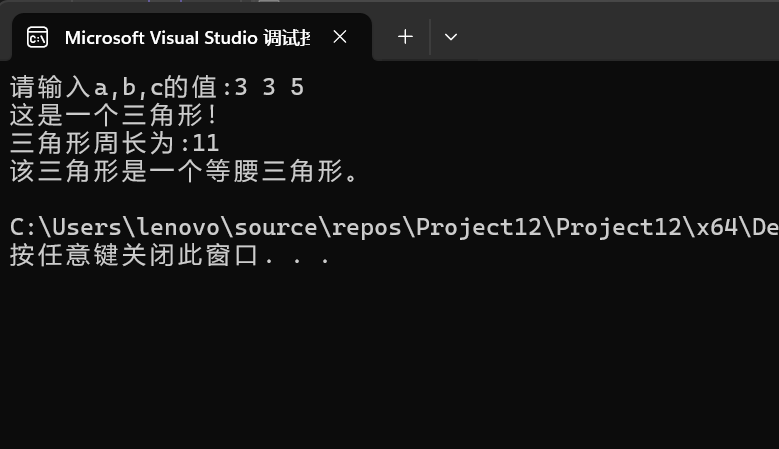 Microsoft Visual Studio 调试
请输入a,b,c的值:3 3 5
这是一个三角形!
三角形周长为:11
该三角形是一个等腰三角形。
C:\Users\lenovo\source\repos\Project12\Project12\x64\De
按任意键关闭此窗口. . .